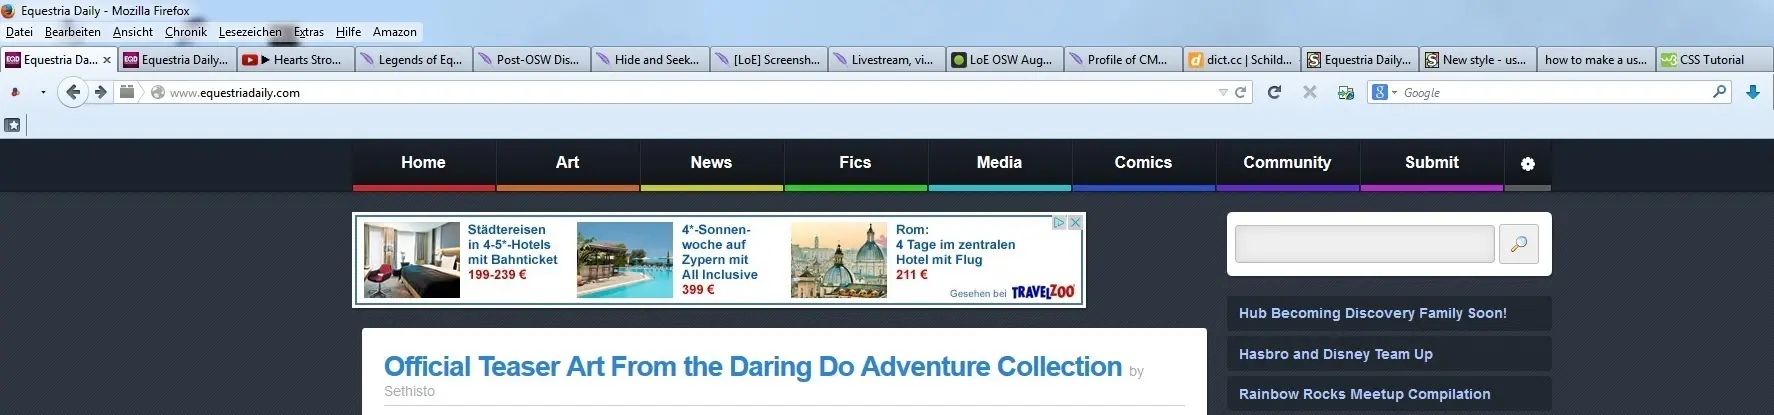 Equestria Daily - Mozilla Firefox
Datei Bearbeiten Ansicht Chronik Lesezeichen Extras Hilfe Amazon
EQD Equestria Da... EQD Equestria Daily... Hearts Stro... Legends of Eq... Post-OSW Dis... Hide and Seek... [LoE] Screensh... Livestream, vi... LoE OSW Aug... Profile of CM... d dict.cc | Schild... S Equestria Daily... S New style - us... how to make a us... w3 CSS Tutorial
www.equestriadaily.com
8 Google
Home Art News Fics Media Comics Community Submit
Städtereisen
in 4-5*-Hotels
mit Bahnticket
199-239 €
4*-Sonnen-
woche auf
Zypern mit
All Inclusive
399 €
Rom:
4 Tage im zentralen
Hotel mit Flug
211 €
Gesehen bei TRAVELZOO
Official Teaser Art From the Daring Do Adventure Collection by
Sethisto
Hub Becoming Discovery Family Soon!
Hasbro and Disney Team Up
Rainbow Rocks Meetup Compilation